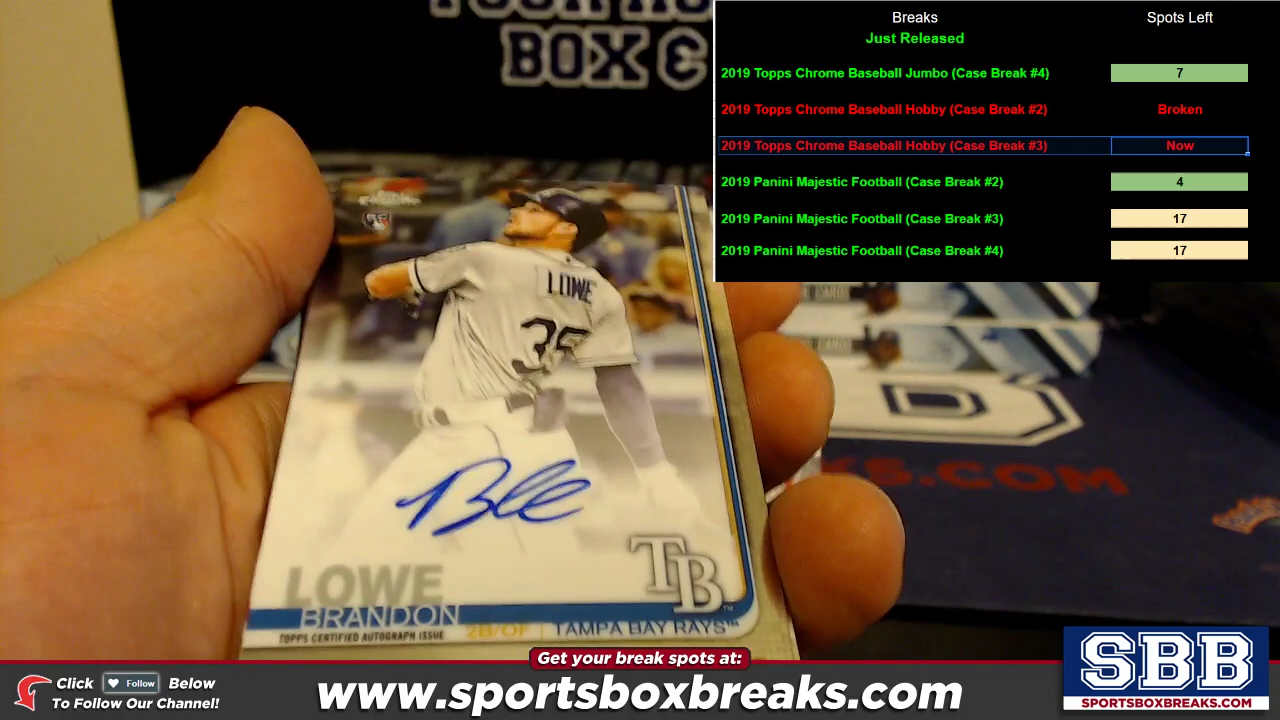 YOUR
BOX &
Breaks
Spots Left
Just Released
2019 Topps Chrome Baseball Jumbo (Case Break #4)
7
2019 Topps Chrome Baseball Hobby (Case Break #2)
Broken
2019 Topps Chrome Baseball Hobby (Case Break #3)
Now
2019 Panini Majestic Football (Case Break #2)
4
2019 Panini Majestic Football (Case Break #3)
17
2019 Panini Majestic Football (Case Break #4)
17
LOWE
35
TB
LOWE
BRANDON
TOPPS CERTIFIED AUTOGRAPH ISSUE
2B/OF | TAMPA BAY RAYS™
KS.COM
Get your break spots at:
Click Follow Below
To Follow Our Channel!
www.sportsboxbreaks.com
SBB
SPORTSBOXBREAKS.COM